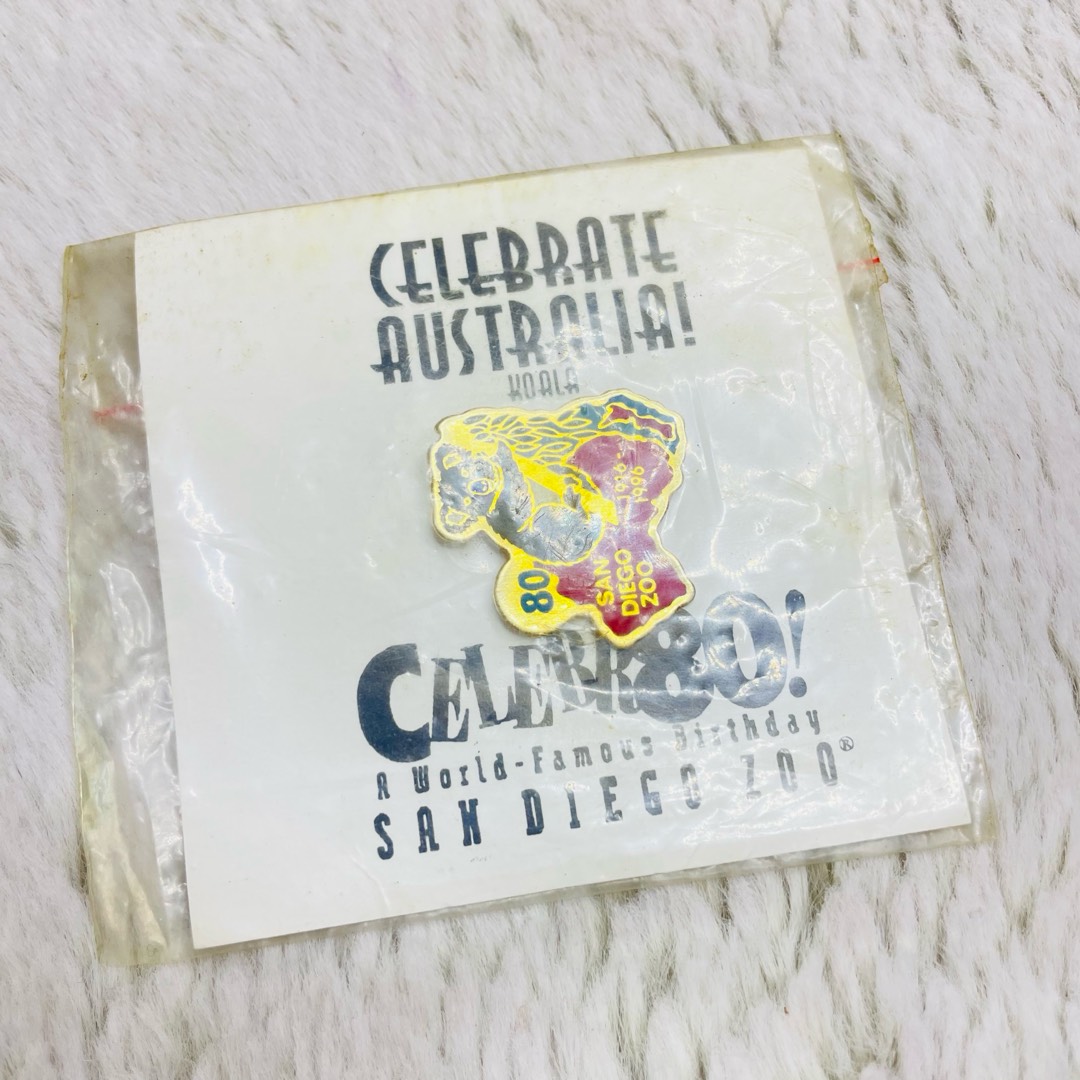 CELEBRATE
AUSTRALIA!
KOALA
1916-
1996
SAN
DIEGO
ZOO
80
CELEBR80!
A World-Famous Birthday
SAN DIEGO ZOO®